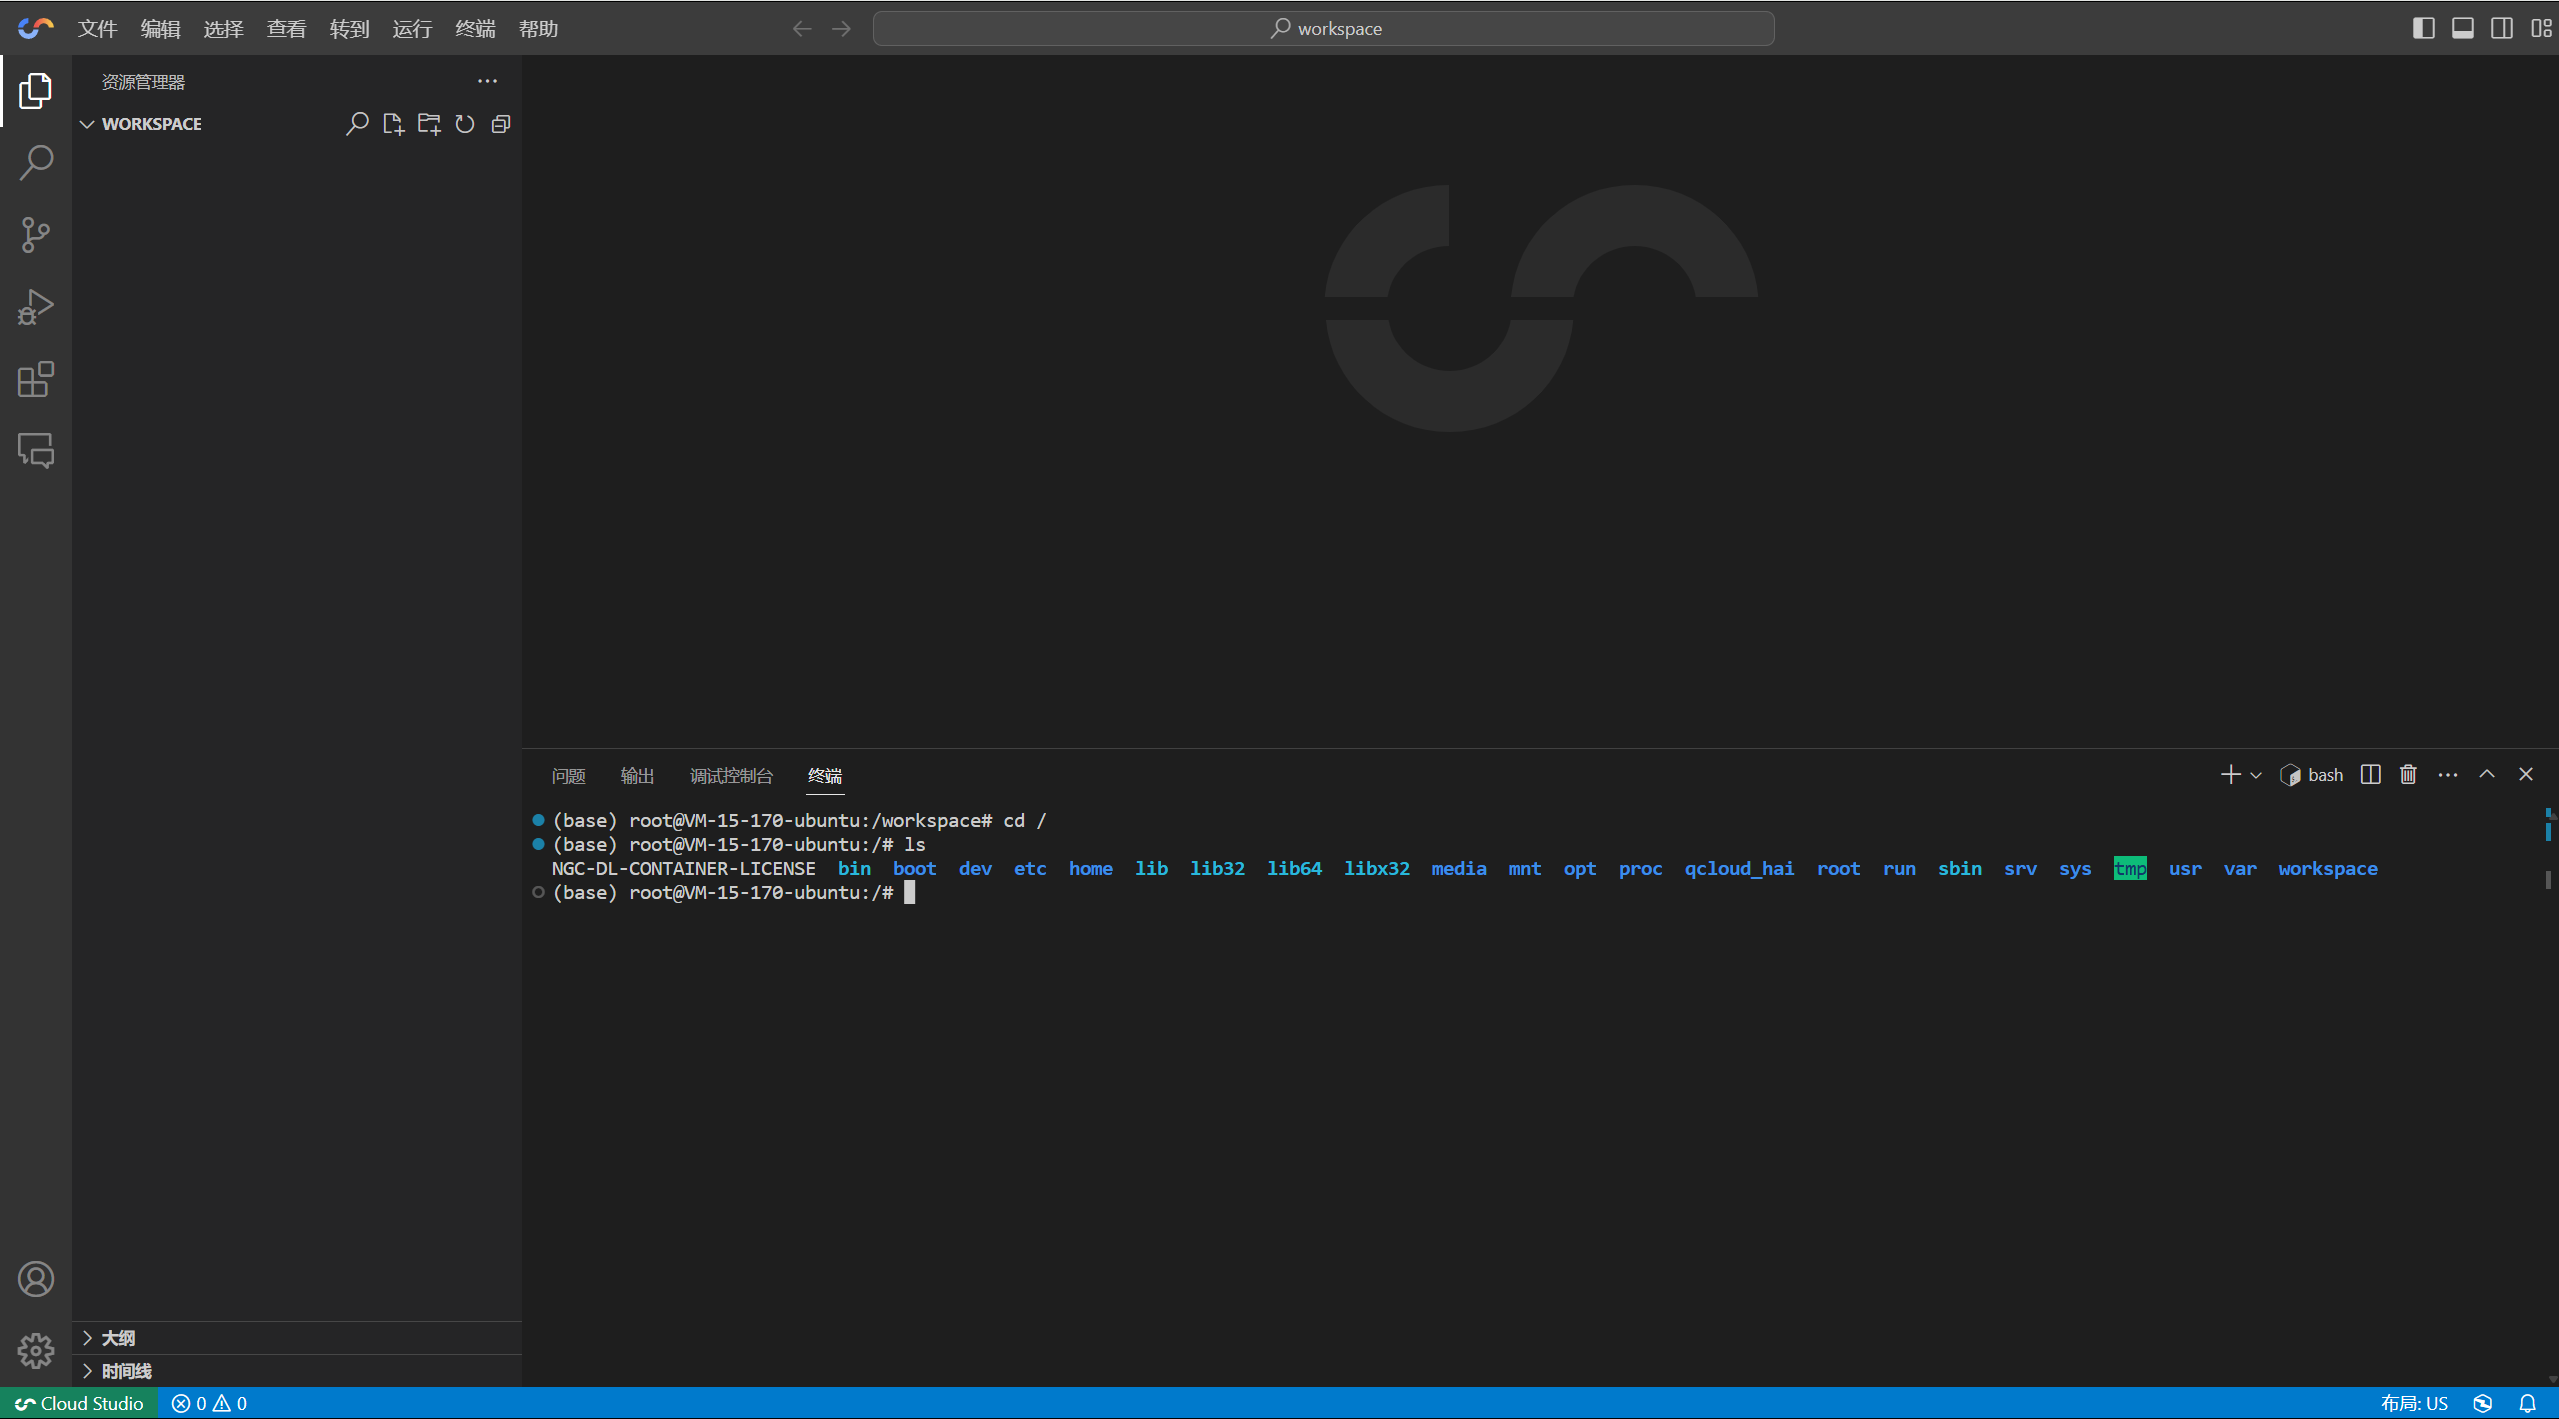 文件 编辑 选择 查看 转到 运行 终端 帮助 workspace
资源管理器
WORKSPACE
问题 输出 调试控制台 终端 bash
(base) root@VM-15-170-ubuntu:/workspace# cd /
(base) root@VM-15-170-ubuntu:/# ls
NGC-DL-CONTAINER-LICENSE bin boot dev etc home lib lib32 lib64 libx32 media mnt opt proc qcloud_hai root run sbin srv sys tmp usr var workspace
(base) root@VM-15-170-ubuntu:/#
大纲
时间线
Cloud Studio 0 0 布局: US